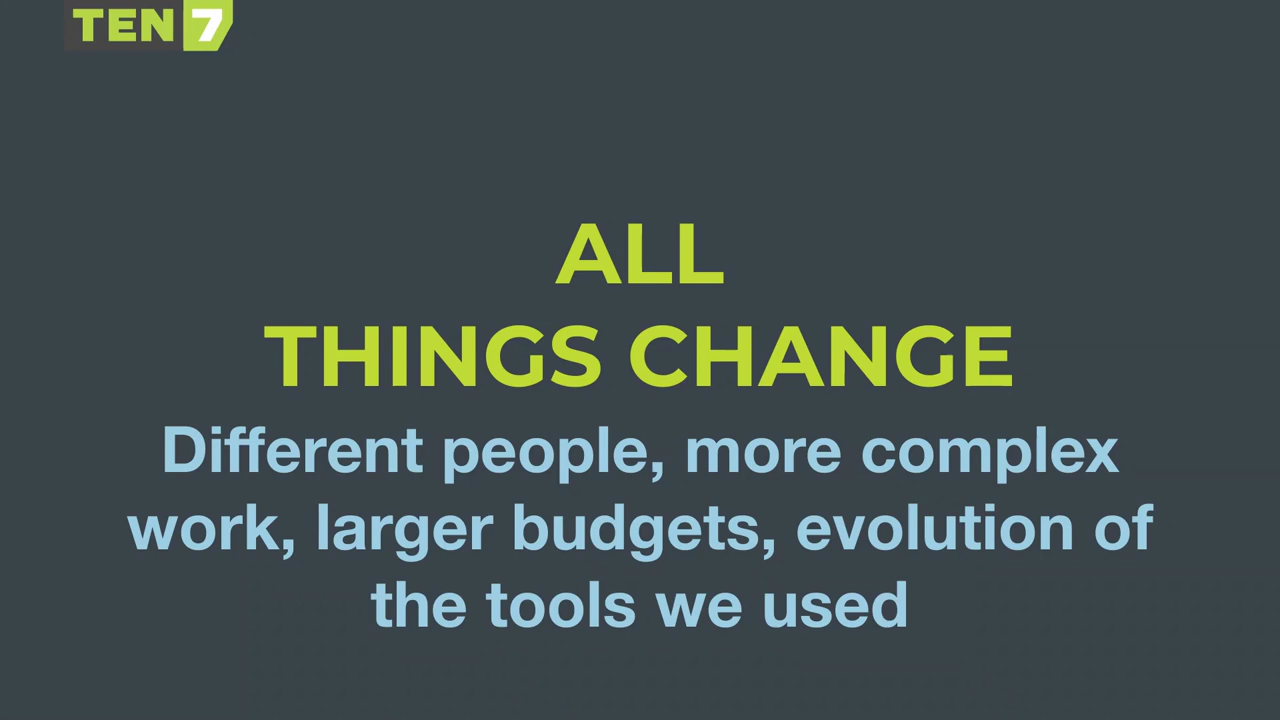 TEN 7
ALL
THINGS CHANGE
Different people, more complex
work, larger budgets, evolution of
the tools we used